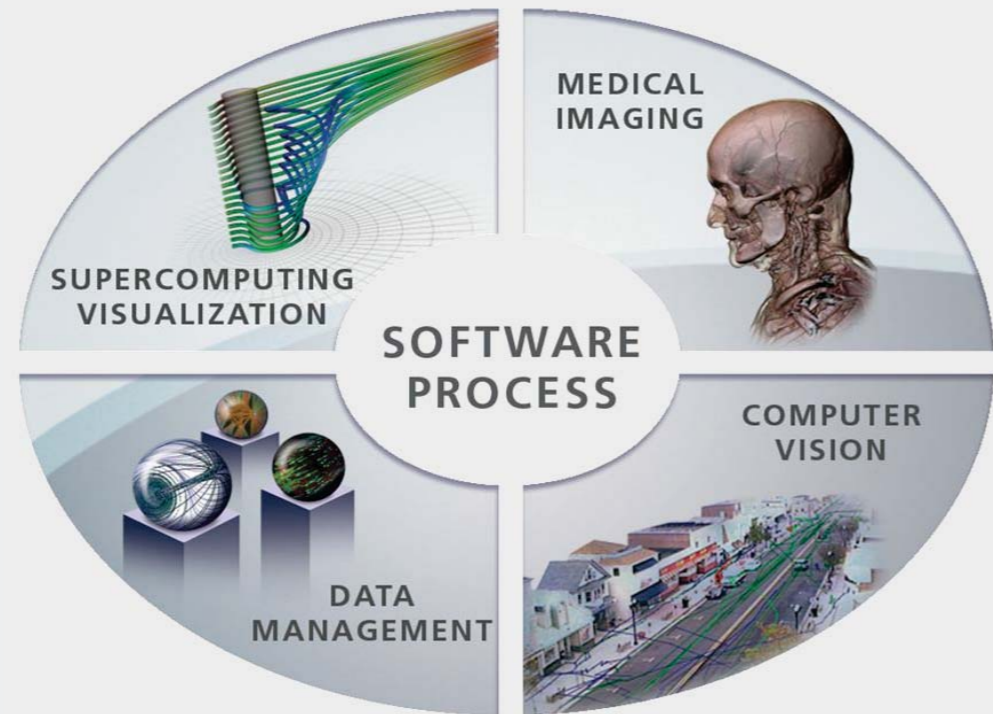 MEDICAL
IMAGING
SUPERCOMPUTING
VISUALIZATION
SOFTWARE
PROCESS
COMPUTER
VISION
DATA
MANAGEMENT